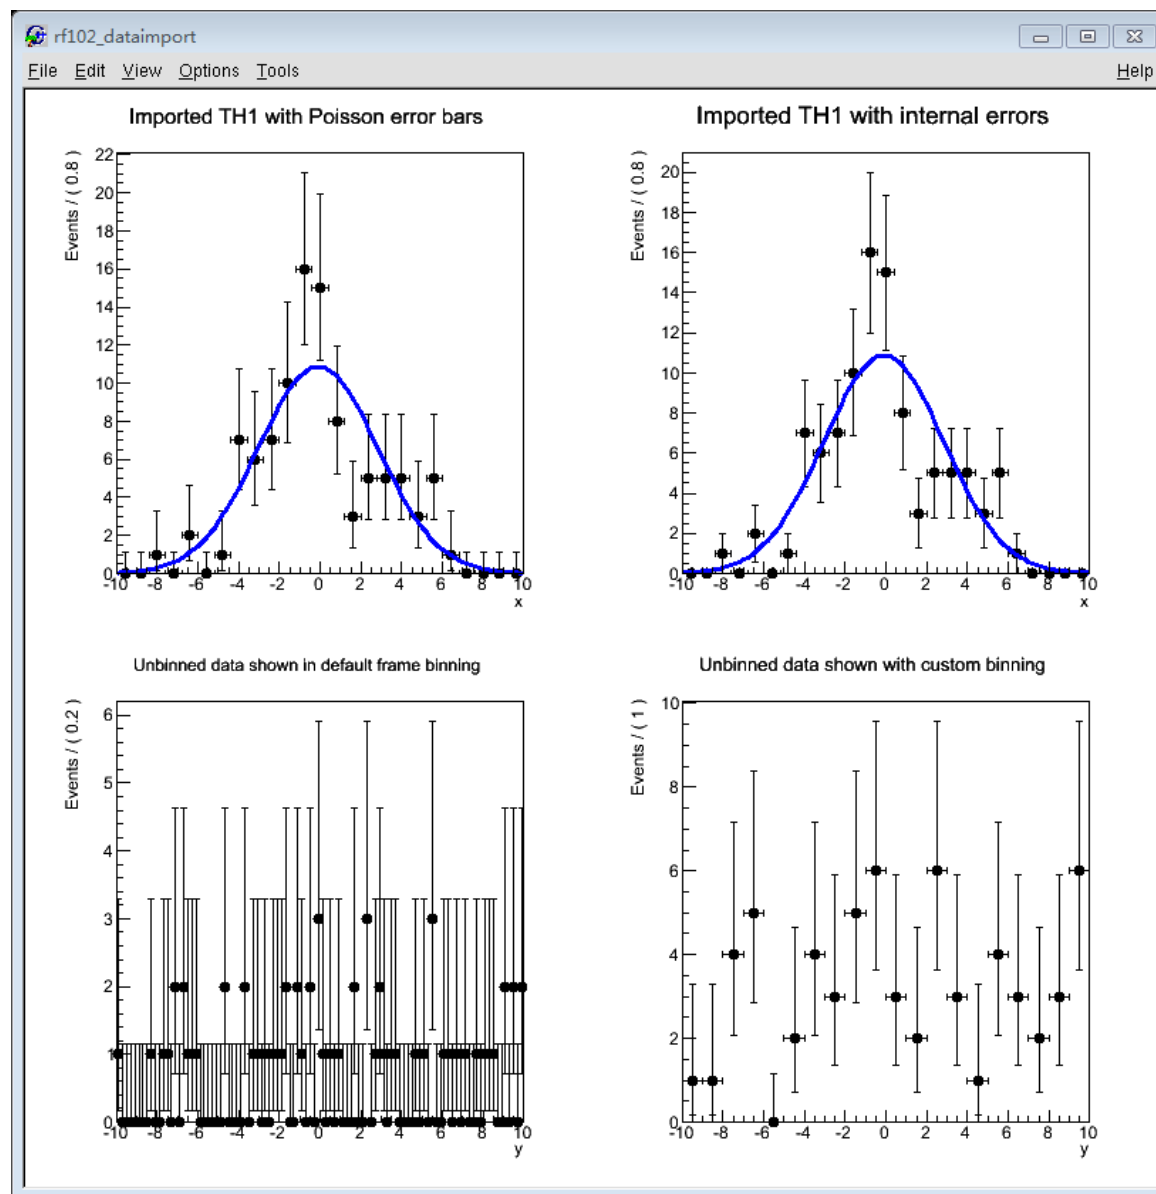 rf102_dataimport
File Edit View Options Tools Help
Imported TH1 with Poisson error bars
Events / ( 0.8 )
22
20
18
16
14
12
10
8
6
4
2
0
-10 -8 -6 -4 -2 0 2 4 6 8 10
x
Imported TH1 with internal errors
Events / ( 0.8 )
20
18
16
14
12
10
8
6
4
2
0
-10 -8 -6 -4 -2 0 2 4 6 8 10
x
Unbinned data shown in default frame binning
Events / ( 0.2 )
6
5
4
3
2
1
0
-10 -8 -6 -4 -2 0 2 4 6 8 10
y
Unbinned data shown with custom binning
Events / ( 1 )
10
8
6
4
2
0
-10 -8 -6 -4 -2 0 2 4 6 8 10
y